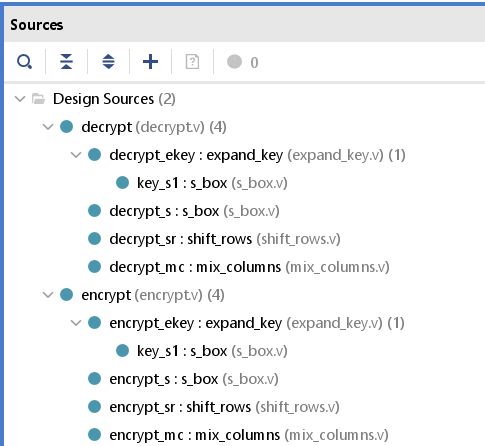 Sources
0
Design Sources (2)
decrypt (decrypt.v) (4)
decrypt_ekey : expand_key (expand_key.v) (1)
key_s1 : s_box (s_box.v)
decrypt_s : s_box (s_box.v)
decrypt_sr : shift_rows (shift_rows.v)
decrypt_mc : mix_columns (mix_columns.v)
encrypt (encrypt.v) (4)
encrypt_ekey : expand_key (expand_key.v) (1)
key_s1 : s_box (s_box.v)
encrypt_s : s_box (s_box.v)
encrypt_sr : shift_rows (shift_rows.v)
encrypt_mc : mix_columns (mix_columns.v)